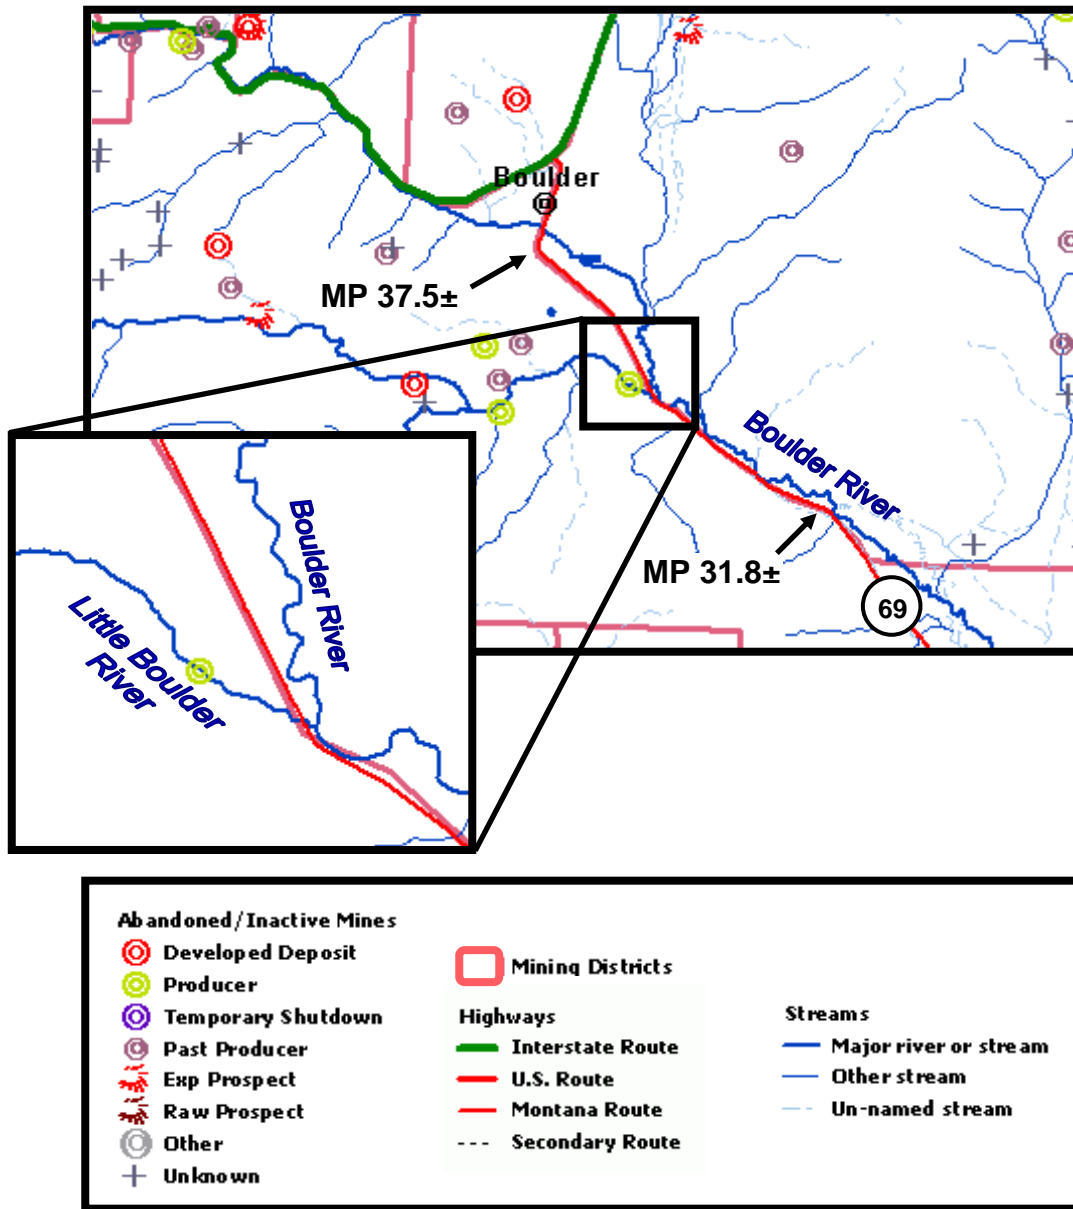 Boulder
MP 37.5±
Boulder River
MP 31.8±
69
Boulder River
Little Boulder
River
Abandoned/Inactive Mines
Developed Deposit
Producer
Temporary Shutdown
Past Producer
Exp Prospect
Raw Prospect
Other
Unknown
Mining Districts
Highways
Interstate Route
U.S. Route
Montana Route
Secondary Route
Streams
Major river or stream
Other stream
Un-named stream